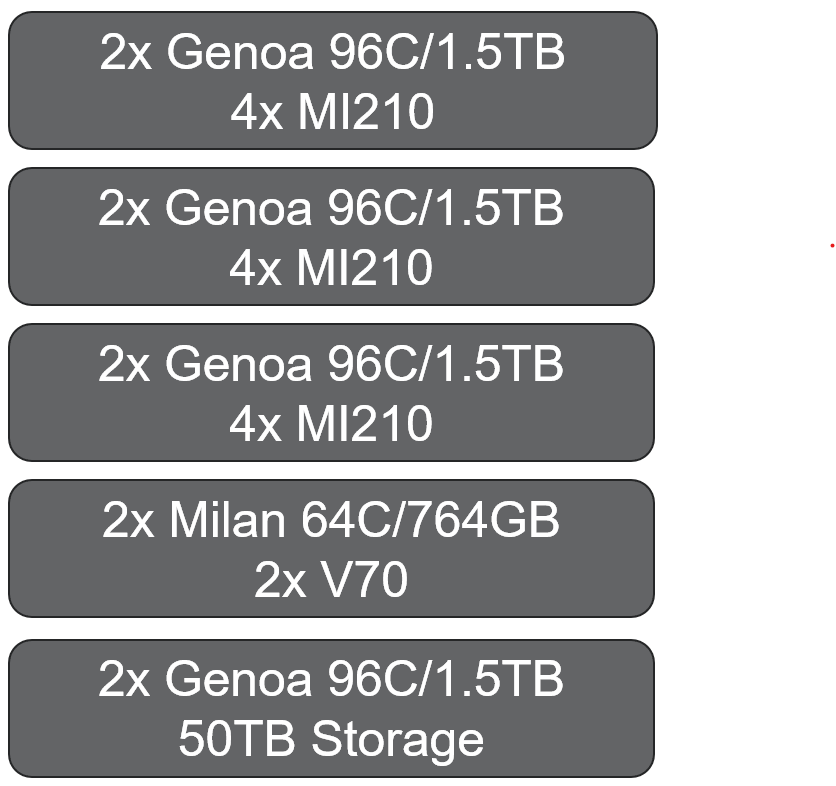 2x Genoa 96C/1.5TB
4x MI210
2x Genoa 96C/1.5TB
4x MI210
2x Genoa 96C/1.5TB
4x MI210
2x Milan 64C/764GB
2x V70
2x Genoa 96C/1.5TB
50TB Storage